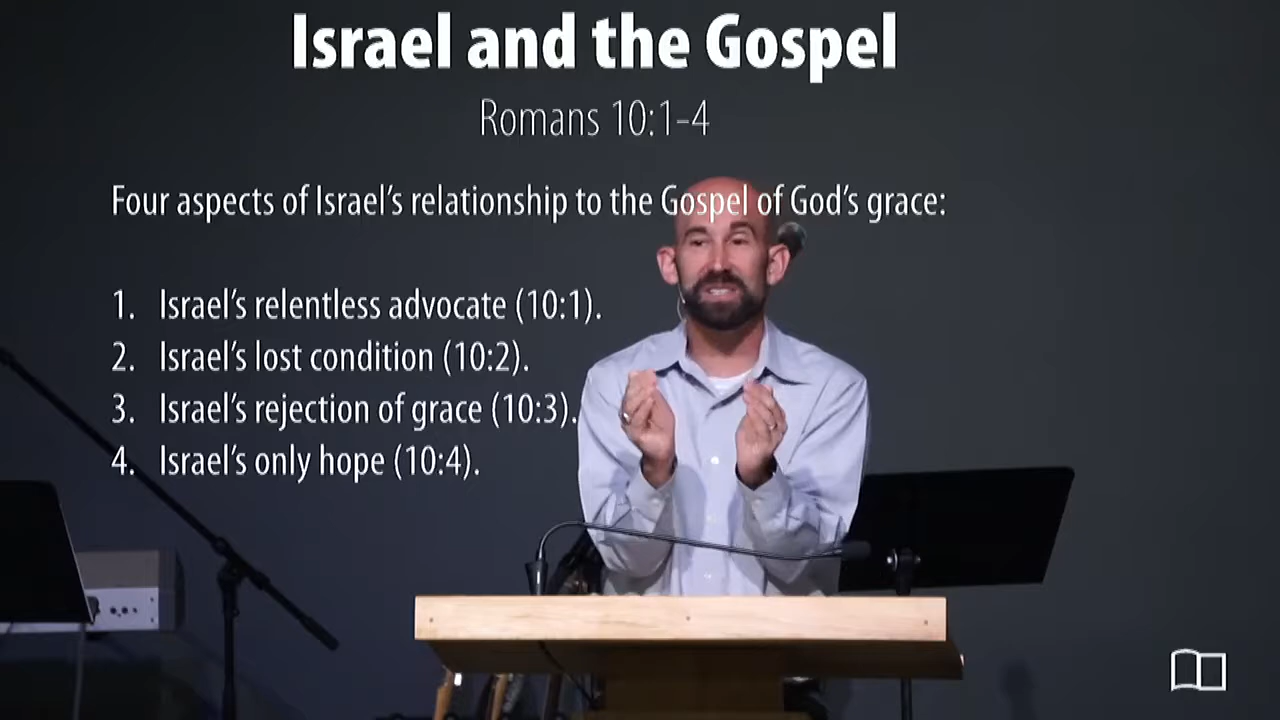 Israel and the Gospel
Romans 10:1-4
Four aspects of Israel's relationship to the Gospel of God's grace:
1. Israel's relentless advocate (10:1).
2. Israel's lost condition (10:2).
3. Israel's rejection of grace (10:3).
4. Israel's only hope (10:4).